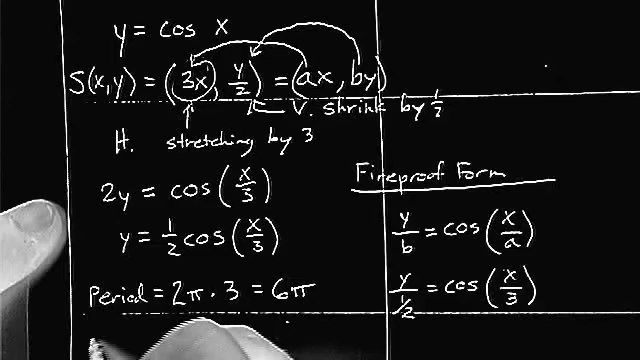 y = cos x
S(x,y) = (3x, y/2) = (ax, by)
V. shrink by 1/2
H. stretching by 3
2y = cos(x/3)
y = 1/2 cos(x/3)
Period = 2π · 3 = 6π
Fireproof Form
y/b = cos(x/a)
y/(1/2) = cos(x/3)